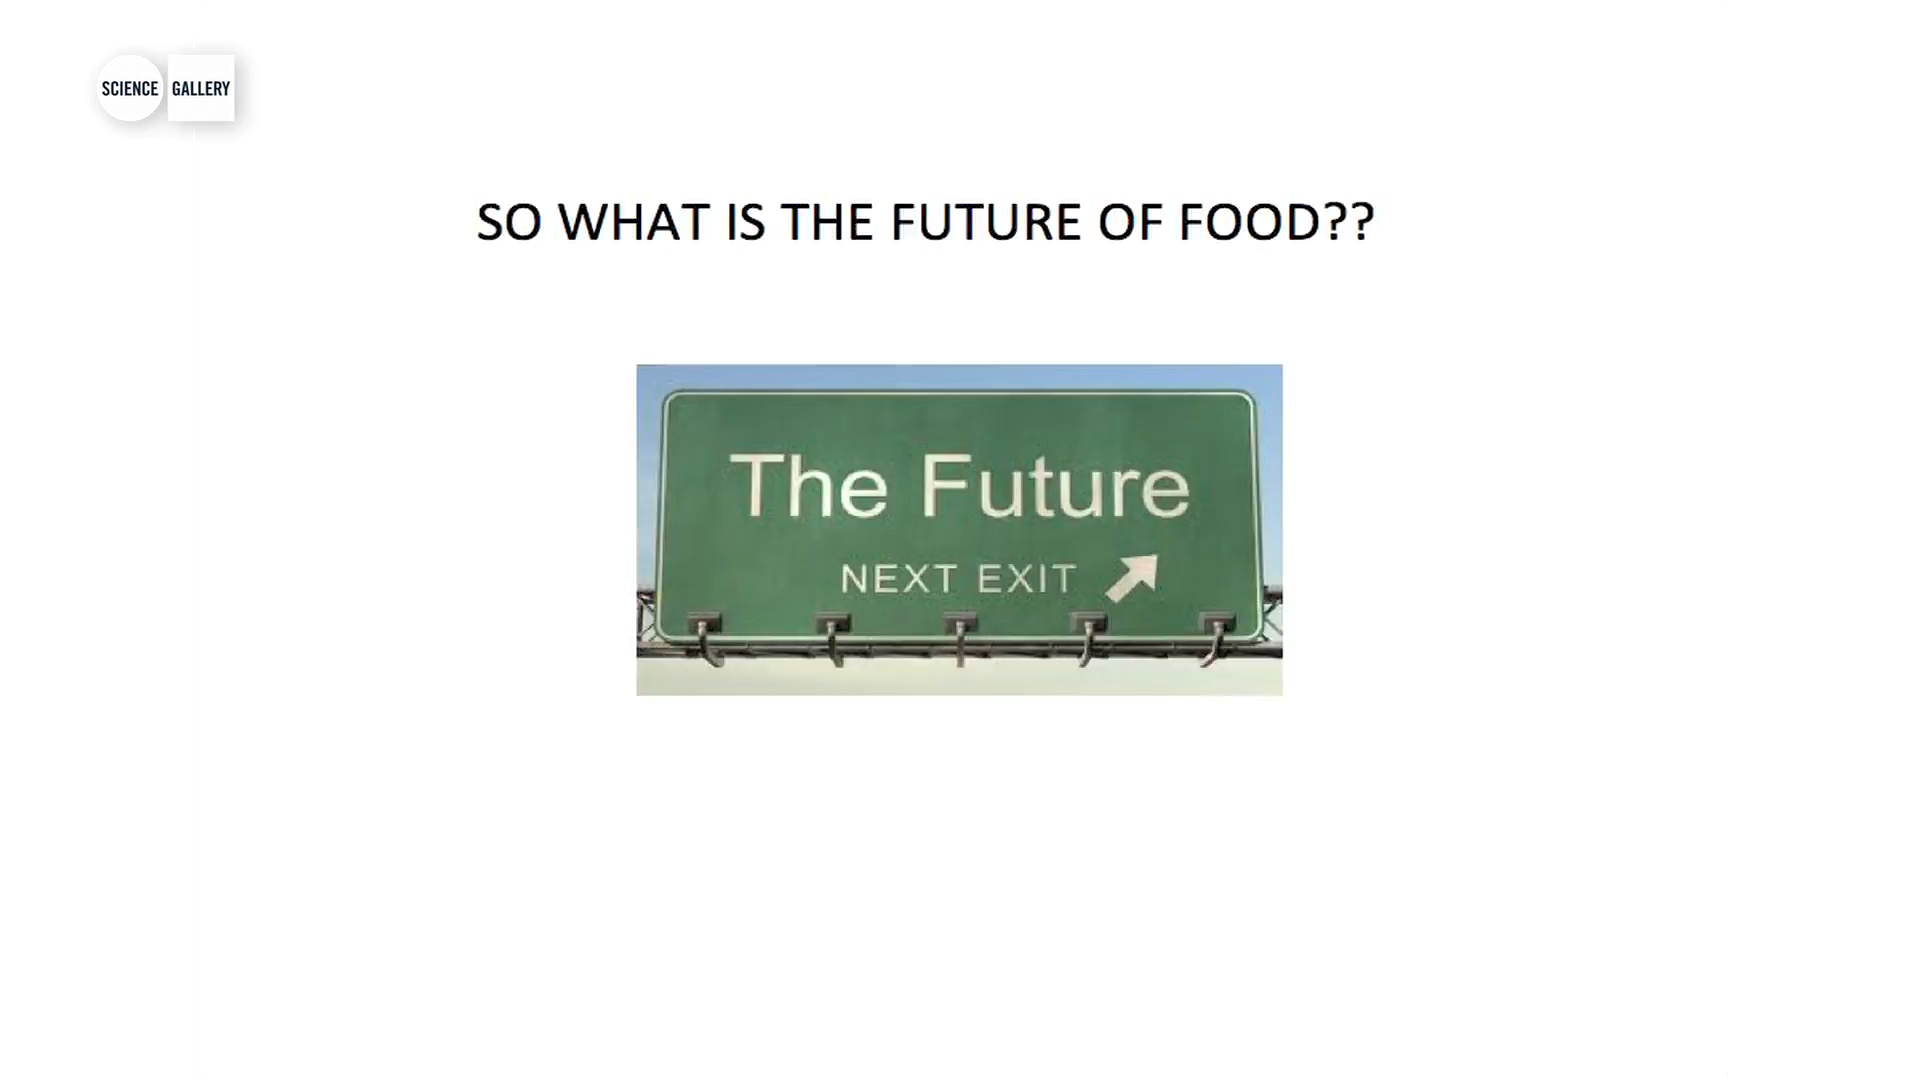 SCIENCE GALLERY
SO WHAT IS THE FUTURE OF FOOD??
The Future
NEXT EXIT